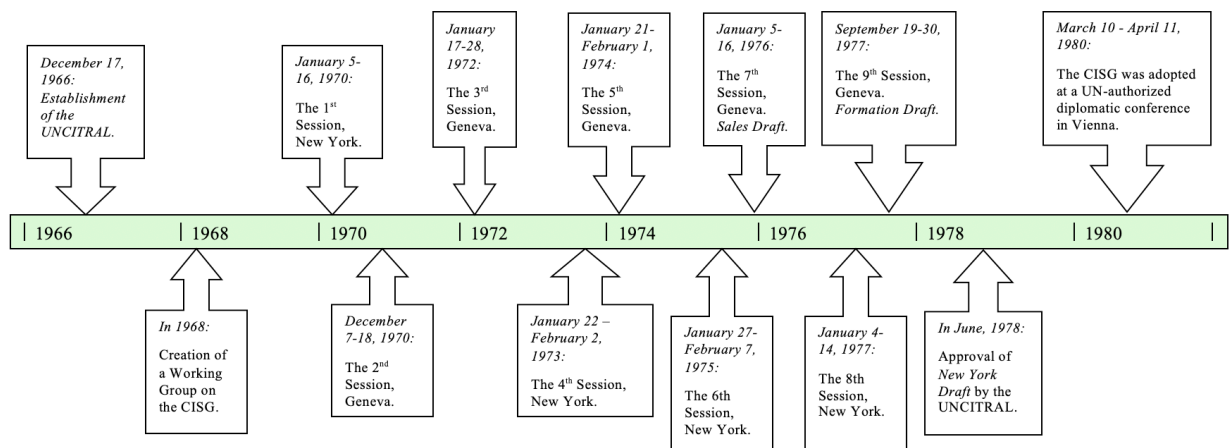 December 17,
1966:
Establishment
of the
UNCITRAL.
January 5-
16, 1970:
The 1st
Session,
New York.
January
17-28,
1972:
The 3rd
Session,
Geneva.
January 21-
February 1,
1974:
The 5th
Session,
Geneva.
January 5-
16, 1976:
The 7th
Session,
Geneva.
Sales Draft.
September 19-30,
1977:
The 9th Session,
Geneva.
Formation Draft.
March 10 - April 11,
1980:
The CISG was adopted
at a UN-authorized
diplomatic conference
in Vienna.
1966
1968
1970
1972
1974
1976
1978
1980
In 1968:
Creation of
a Working
Group on
the CISG.
December
7-18, 1970:
The 2nd
Session,
Geneva.
January 22 –
February 2,
1973:
The 4th Session,
New York.
January 27-
February 7,
1975:
The 6th
Session,
New York.
January 4-
14, 1977:
The 8th
Session,
New York.
In June, 1978:
Approval of
New York
Draft by the
UNCITRAL.